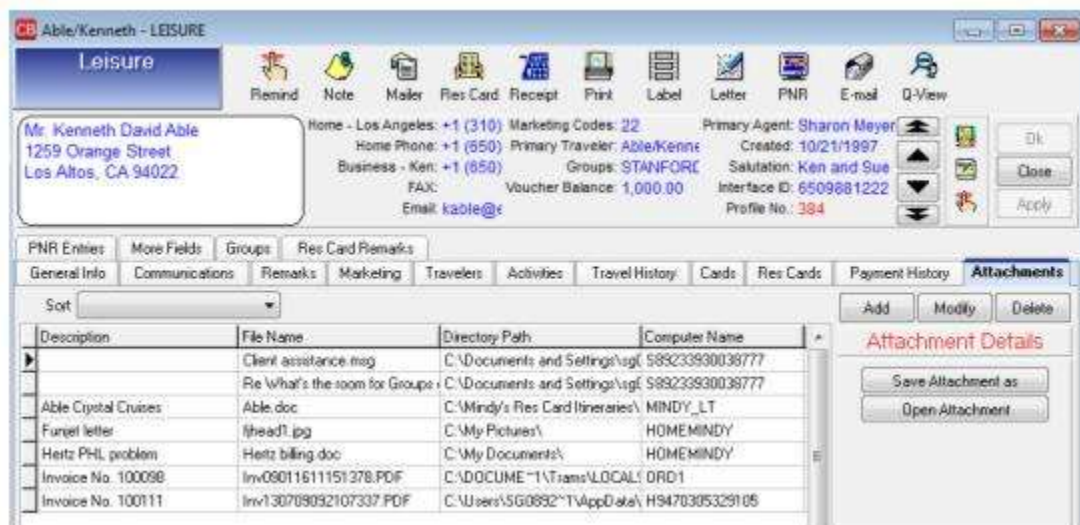 CB Able/Kenneth - LEISURE
Leisure
Remind Note Mailer Res Card Receipt Print Label Letter PNR E-mail Q-View
Mr. Kenneth David Able
1259 Orange Street
Los Altos, CA 94022
Home - Los Angeles: +1 (310)
Home Phone: +1 (650)
Business - Ken: +1 (650)
FAX:
Email: kable@
Marketing Codes: 22
Primary Traveler: Able/Kenne
Groups: STANFORD
Voucher Balance: 1,000.00
Primary Agent: Sharon Meyer
Created: 10/21/1997
Salutation: Ken and Sue
Interface ID: 6509881222
Profile No.: 384
Ok
Close
Apply
PNR Entries More Fields Groups Res Card Remarks
General Info Communications Remarks Marketing Travelers Activities Travel History Cards Res Cards Payment History Attachments
Sort Add Modify Delete
Description File Name Directory Path Computer Name
Client assistance.msg C:\Documents and Settings\sg
Re What's the room for Groups C:\Documents and Settings\sg
Able Crystal Cruises Able.doc C:\Mindy's Res Card Itineraries\ MINDY_LT
Funjet letter fjhead1.jpg C:\My Pictures\ HOMEMINDY
Hertz PHL problem Hertz billing.doc C:\My Documents\ HOMEMINDY
Invoice No. 100098 Inv09011611151378.PDF C:\DOCUME~1\Trams\LOCALS ORD1
Invoice No. 100111 Inv130709092107337.PDF C:\Users\SG0892~1\AppData\ H9470305329105
Attachment Details
Save Attachment as
Open Attachment